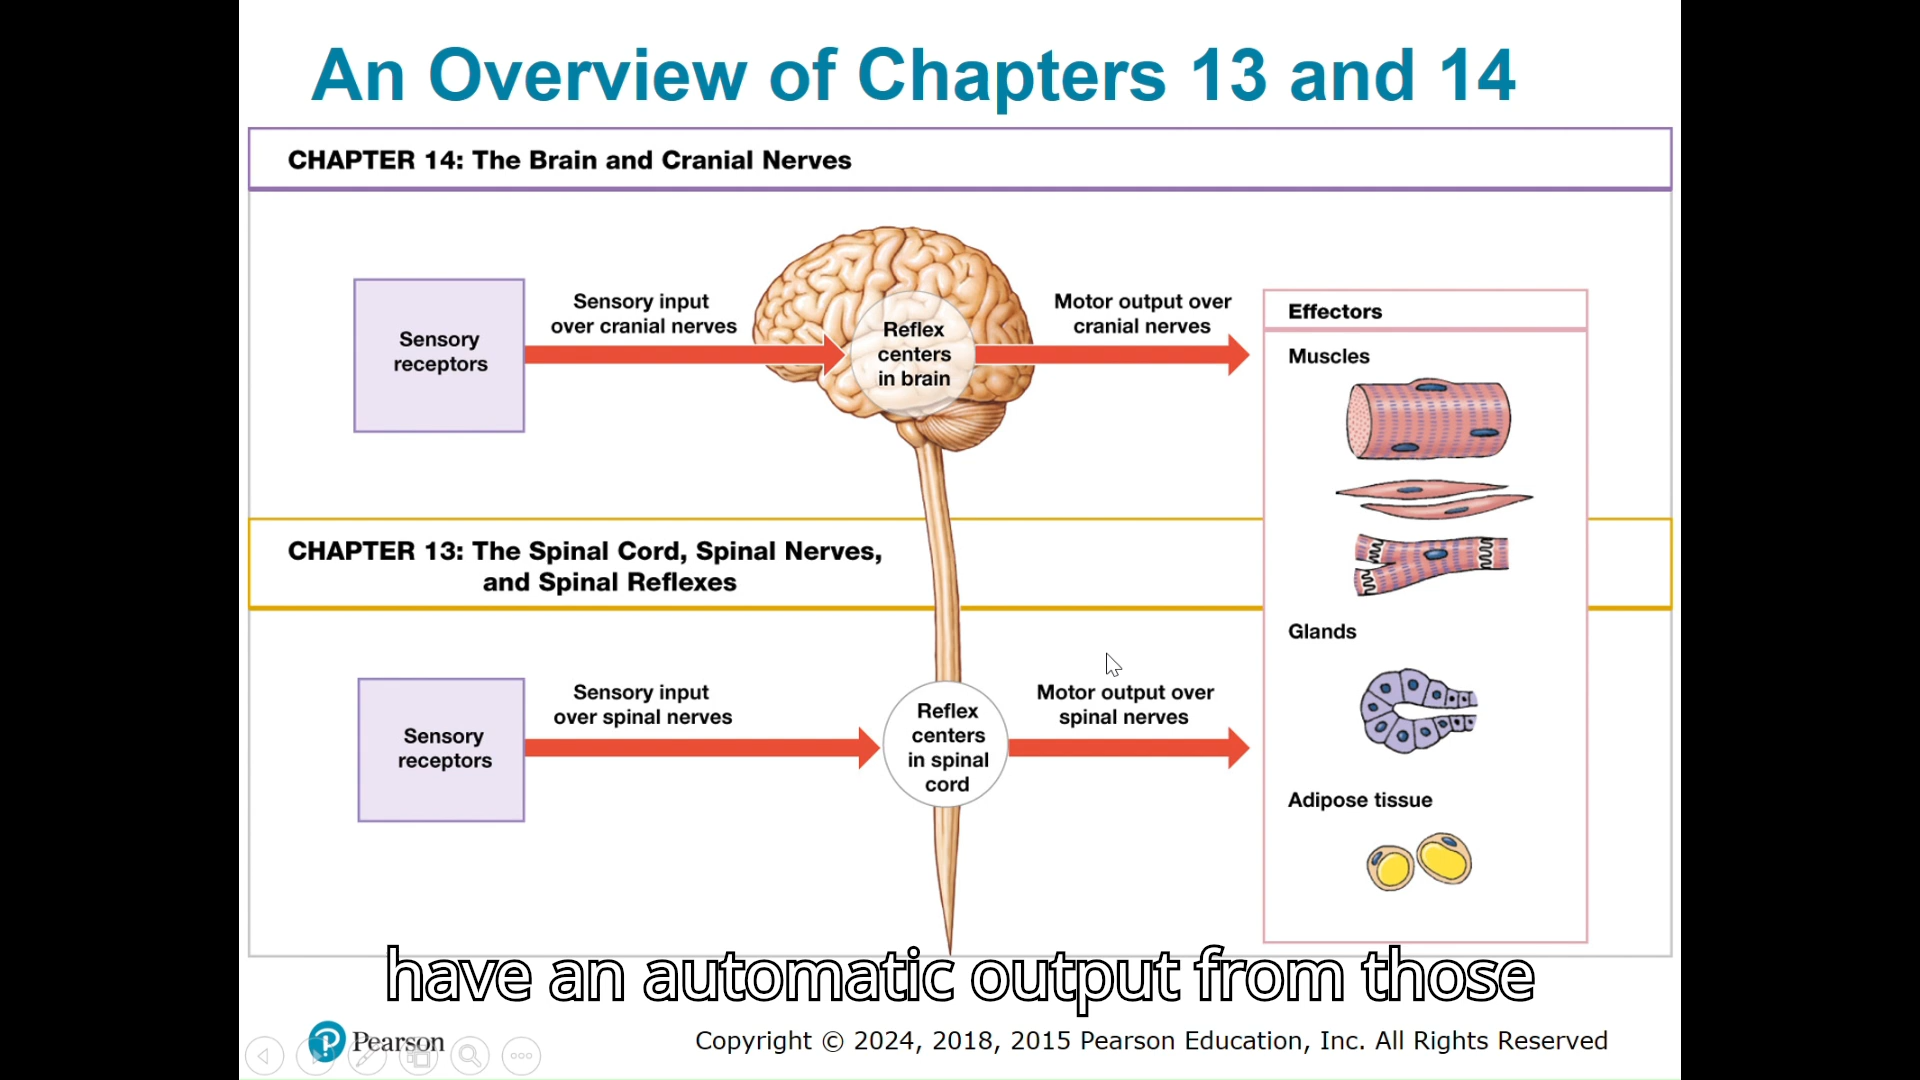 An Overview of Chapters 13 and 14
CHAPTER 14: The Brain and Cranial Nerves
Sensory
receptors
Sensory input
over cranial nerves
Reflex
centers
in brain
Motor output over
cranial nerves
Effectors
Muscles
CHAPTER 13: The Spinal Cord, Spinal Nerves,
and Spinal Reflexes
Glands
Sensory
receptors
Sensory input
over spinal nerves
Reflex
centers
in spinal
cord
Motor output over
spinal nerves
Adipose tissue
have an automatic output from those
P Pearson
Copyright © 2024, 2018, 2015 Pearson Education, Inc. All Rights Reserved